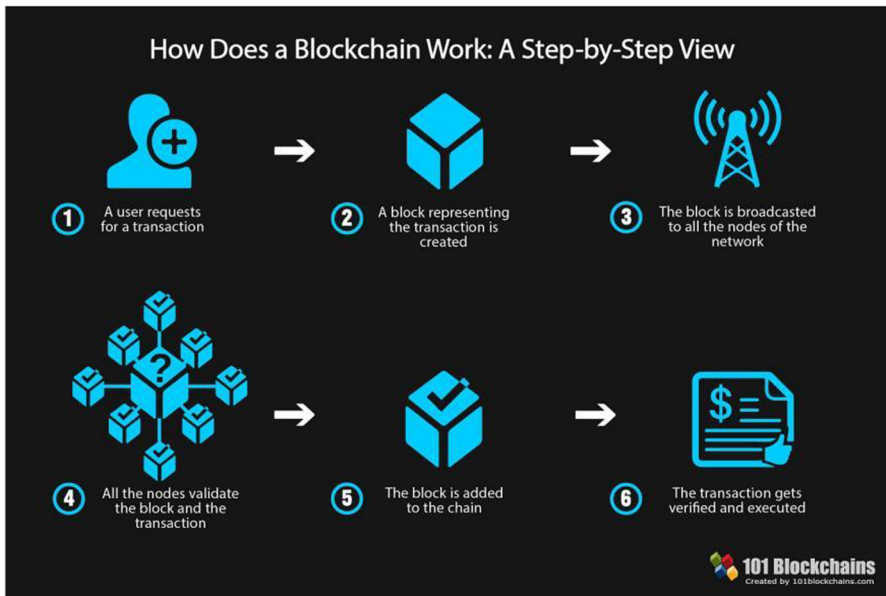 How Does a Blockchain Work: A Step-by-Step View
1
A user requests
for a transaction
2
A block representing
the transaction is
created
3
The block is broadcasted
to all the nodes of the
network
?
4
All the nodes validate
the block and the
transaction
5
The block is added
to the chain
$
6
The transaction gets
verified and executed
101 Blockchains
Created by 101blockchains.com